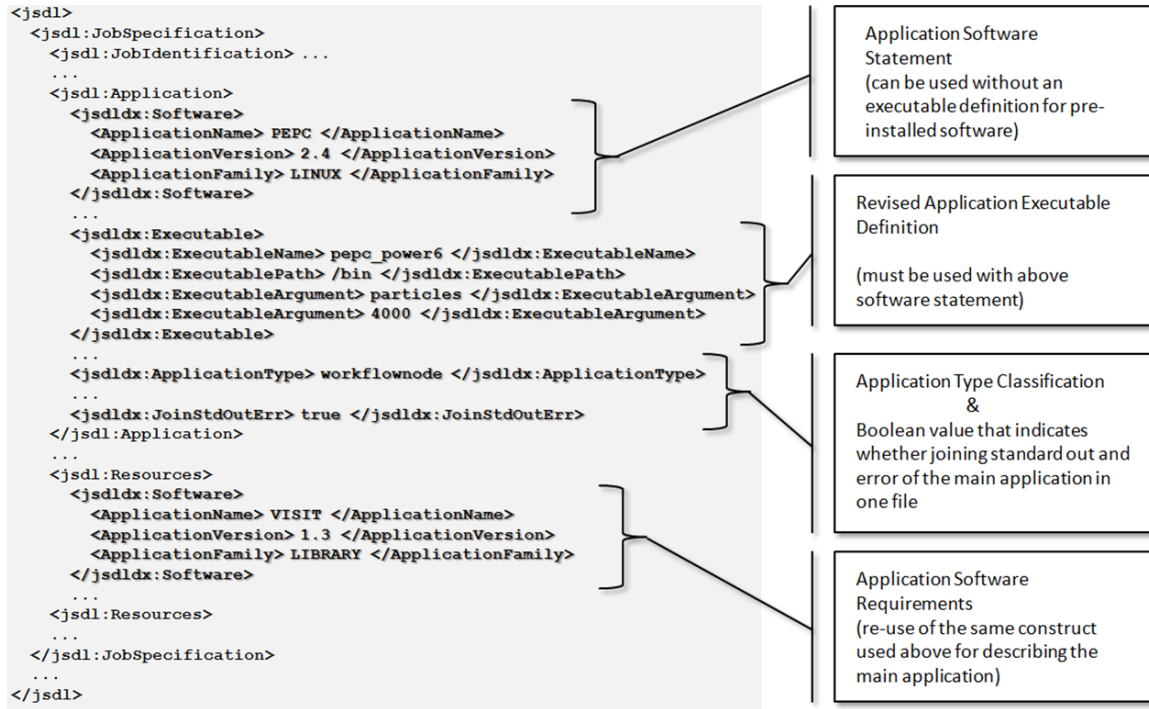 <jsdl>
<jsdl:JobSpecification>
<jsdl:JobIdentification> ...
...
<jsdl:Application>
<jsdldx:Software>
<ApplicationName> PEPC </ApplicationName>
<ApplicationVersion> 2.4 </ApplicationVersion>
<ApplicationFamily> LINUX </ApplicationFamily>
</jsdldx:Software>
...
<jsdldx:Executable>
<jsdldx:ExecutableName> pepc_power6 </jsdldx:ExecutableName>
<jsdldx:ExecutablePath> /bin </jsdldx:ExecutablePath>
<jsdldx:ExecutableArgument> particles </jsdldx:ExecutableArgument>
<jsdldx:ExecutableArgument> 4000 </jsdldx:ExecutableArgument>
</jsdldx:Executable>
...
<jsdldx:ApplicationType> workflownode </jsdldx:ApplicationType>
...
<jsdldx:JoinStdOutErr> true </jsdldx:JoinStdOutErr>
</jsdl:Application>
...
<jsdl:Resources>
<jsdldx:Software>
<ApplicationName> VISIT </ApplicationName>
<ApplicationVersion> 1.3 </ApplicationVersion>
<ApplicationFamily> LIBRARY </ApplicationFamily>
</jsdldx:Software>
...
<jsdl:Resources>
...
</jsdl:JobSpecification>
...
</jsdl>
Application Software
Statement
(can be used without an
executable definition for pre-
installed software)
Revised Application Executable
Definition
(must be used with above
software statement)
Application Type Classification
&
Boolean value that indicates
whether joining standard out and
error of the main application in
one file
Application Software
Requirements
(re-use of the same construct
used above for describing the
main application)